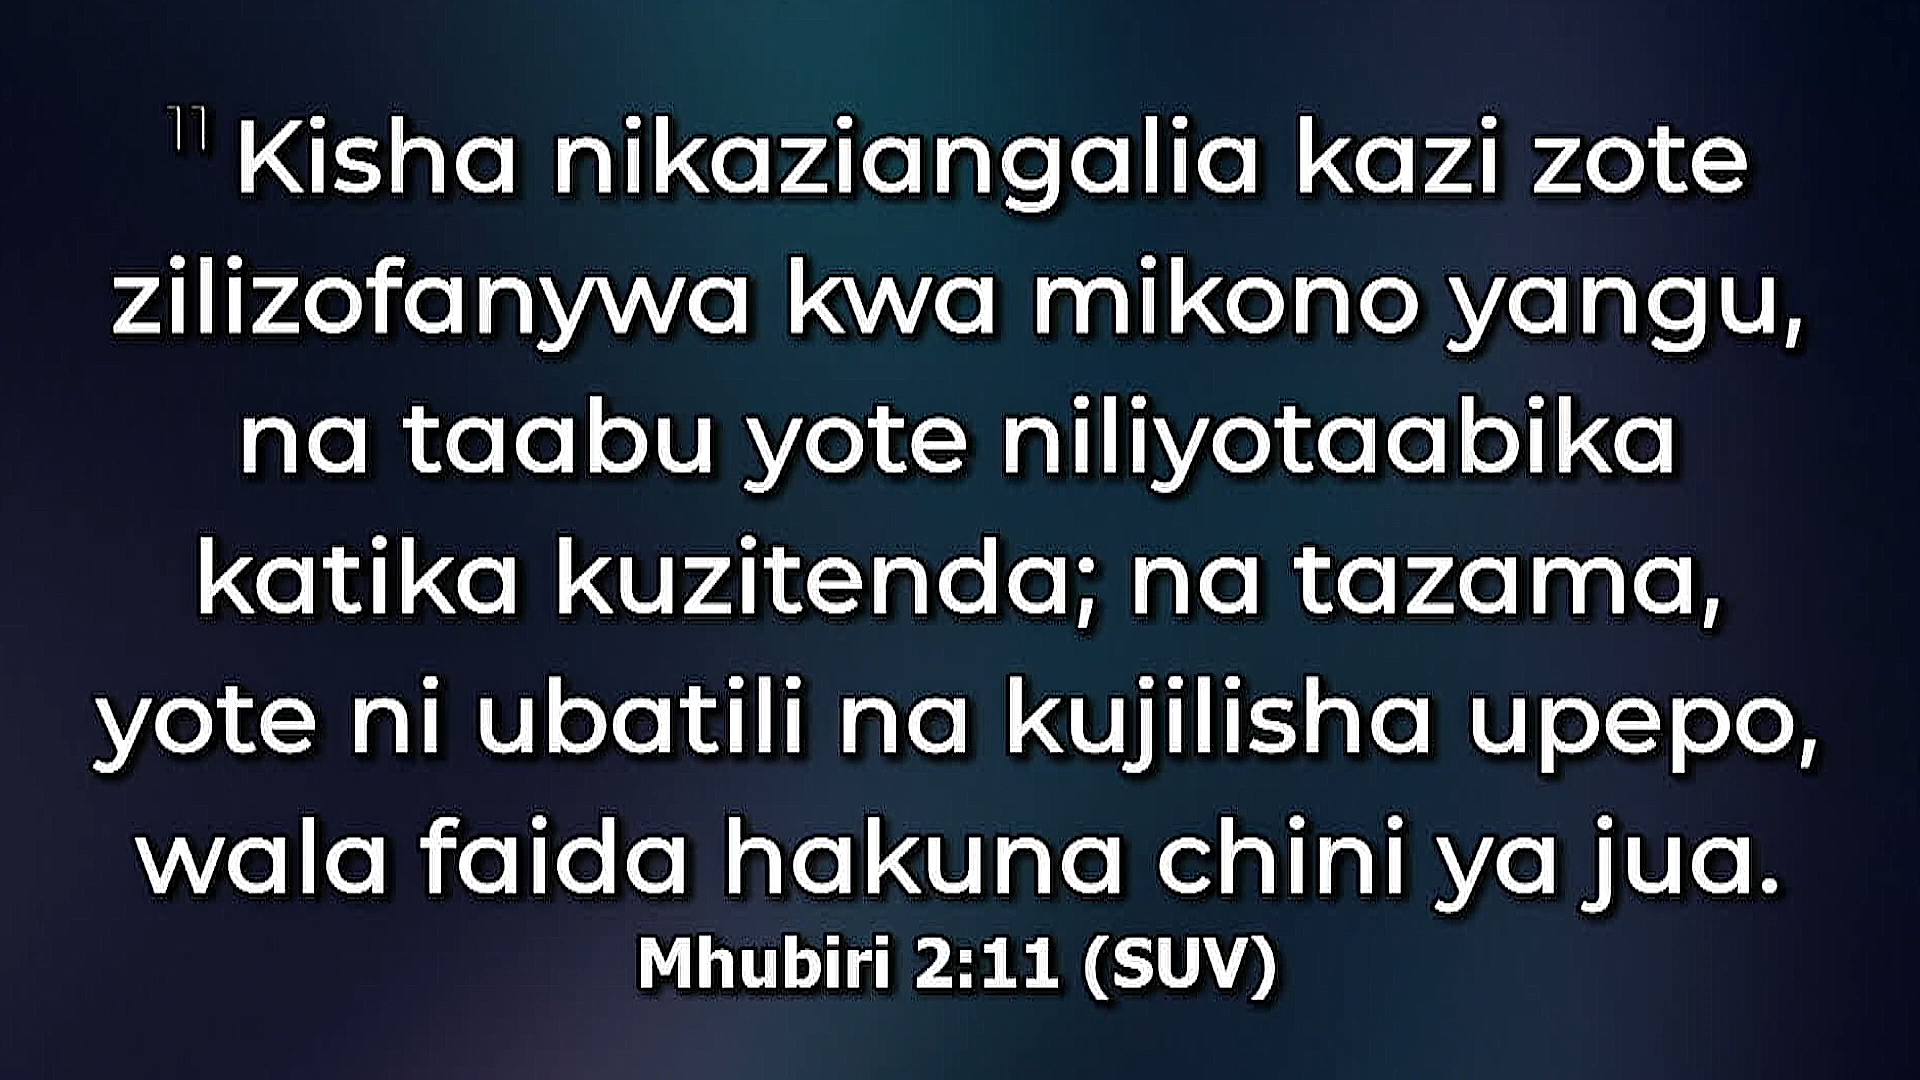 11 Kisha nikaziangalia kazi zote
zilizofanywa kwa mikono yangu,
na taabu yote niliyotaabika
katika kuzitenda; na tazama,
yote ni ubatili na kujilisha upepo,
wala faida hakuna chini ya jua.
Mhubiri 2:11 (SUV)